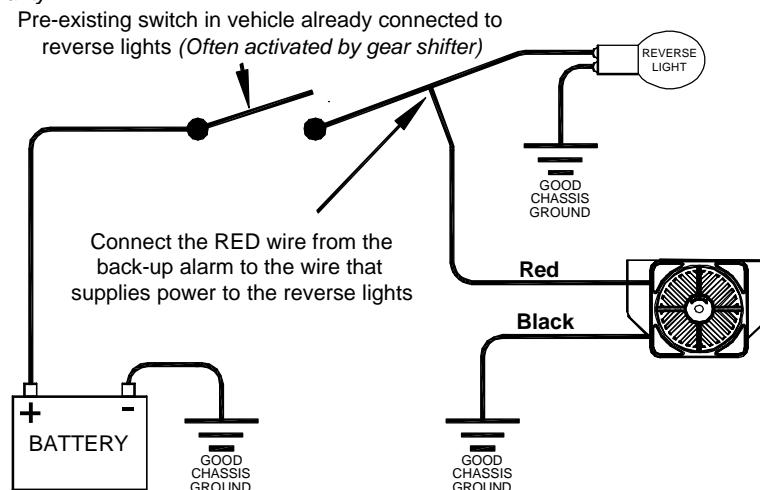 Pre-existing switch in vehicle already connected to
reverse lights (Often activated by gear shifter)
REVERSE
LIGHT
GOOD
CHASSIS
GROUND
Connect the RED wire from the
back-up alarm to the wire that
supplies power to the reverse lights
Red
Black
+ -
BATTERY
GOOD
CHASSIS
GROUND
GOOD
CHASSIS
GROUND